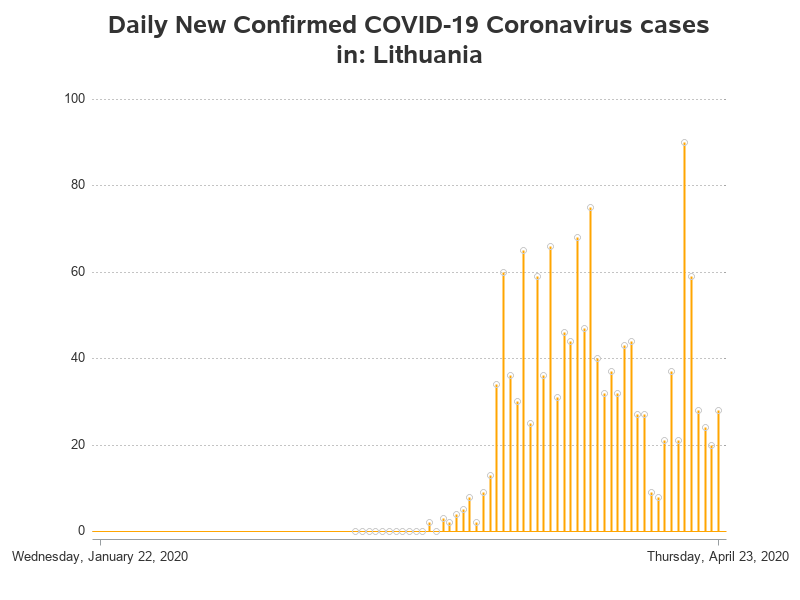 Daily New Confirmed COVID-19 Coronavirus cases
in: Lithuania
100
80
60
40
20
0
Wednesday, January 22, 2020
Thursday, April 23, 2020